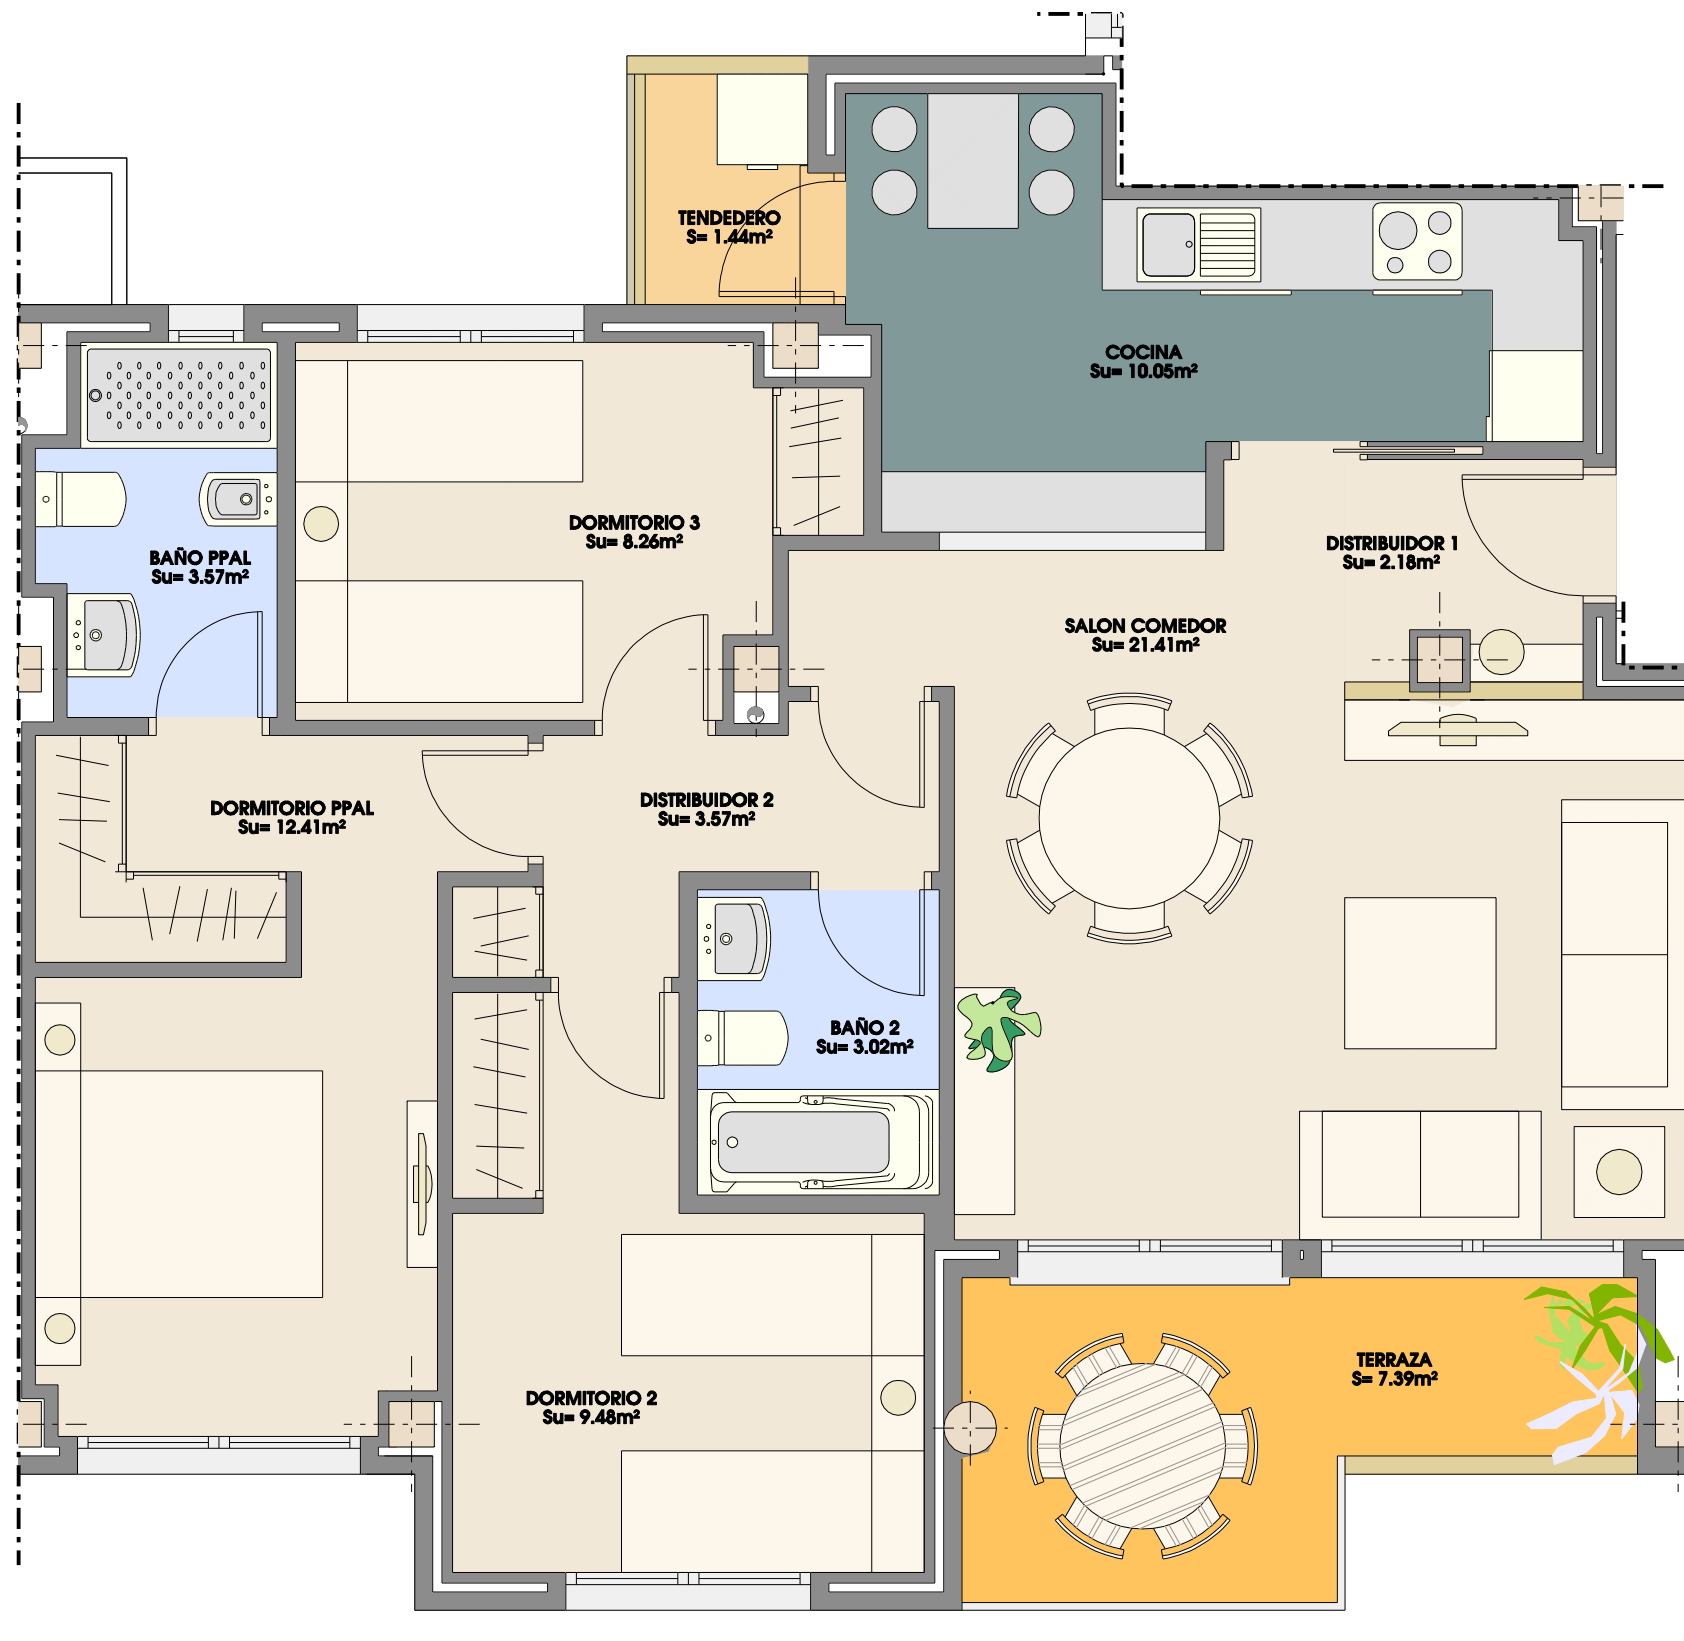 TENDEDERO
S= 1.44m²
COCINA
Su= 10.05m²
DORMITORIO 3
Su= 8.26m²
DISTRIBUIDOR 1
Su= 2.18m²
BAÑO PPAL
Su= 3.57m²
SALON COMEDOR
Su= 21.41m²
DORMITORIO PPAL
Su= 12.41m²
DISTRIBUIDOR 2
Su= 3.57m²
BAÑO 2
Su= 3.02m²
TERRAZA
S= 7.39m²
DORMITORIO 2
Su= 9.48m²